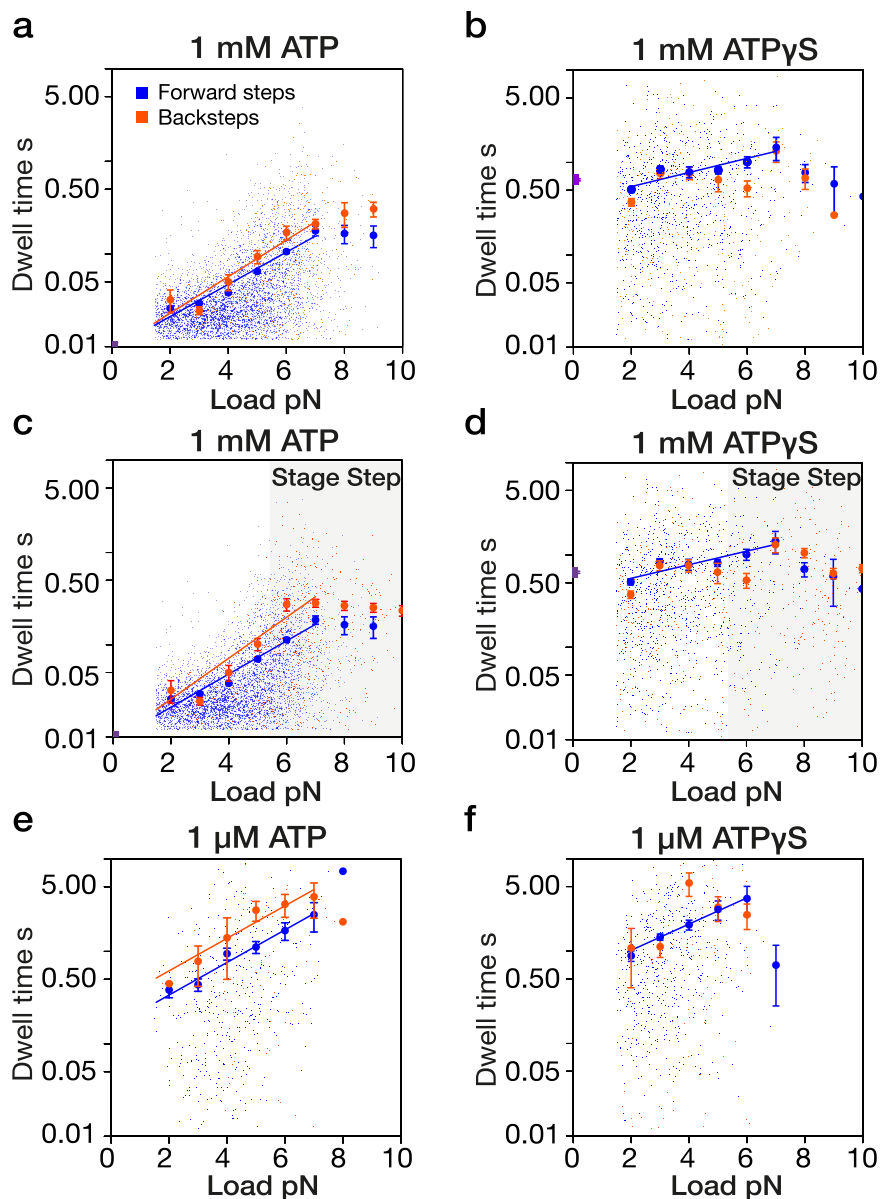 a
1 mM ATP
Forward steps
Backsteps
5.00
0.50
0.05
0.01
Dwell time s
0 2 4 6 8 10
Load pN
b
1 mM ATPγS
5.00
0.50
0.05
0.01
Dwell time s
0 2 4 6 8 10
Load pN
c
1 mM ATP
Stage Step
5.00
0.50
0.05
0.01
Dwell time s
0 2 4 6 8 10
Load pN
d
1 mM ATPγS
Stage Step
5.00
0.50
0.05
0.01
Dwell time s
0 2 4 6 8 10
Load pN
e
1 µM ATP
5.00
0.50
0.05
0.01
Dwell time s
0 2 4 6 8 10
Load pN
f
1 µM ATPγS
5.00
0.50
0.05
0.01
Dwell time s
0 2 4 6 8 10
Load pN